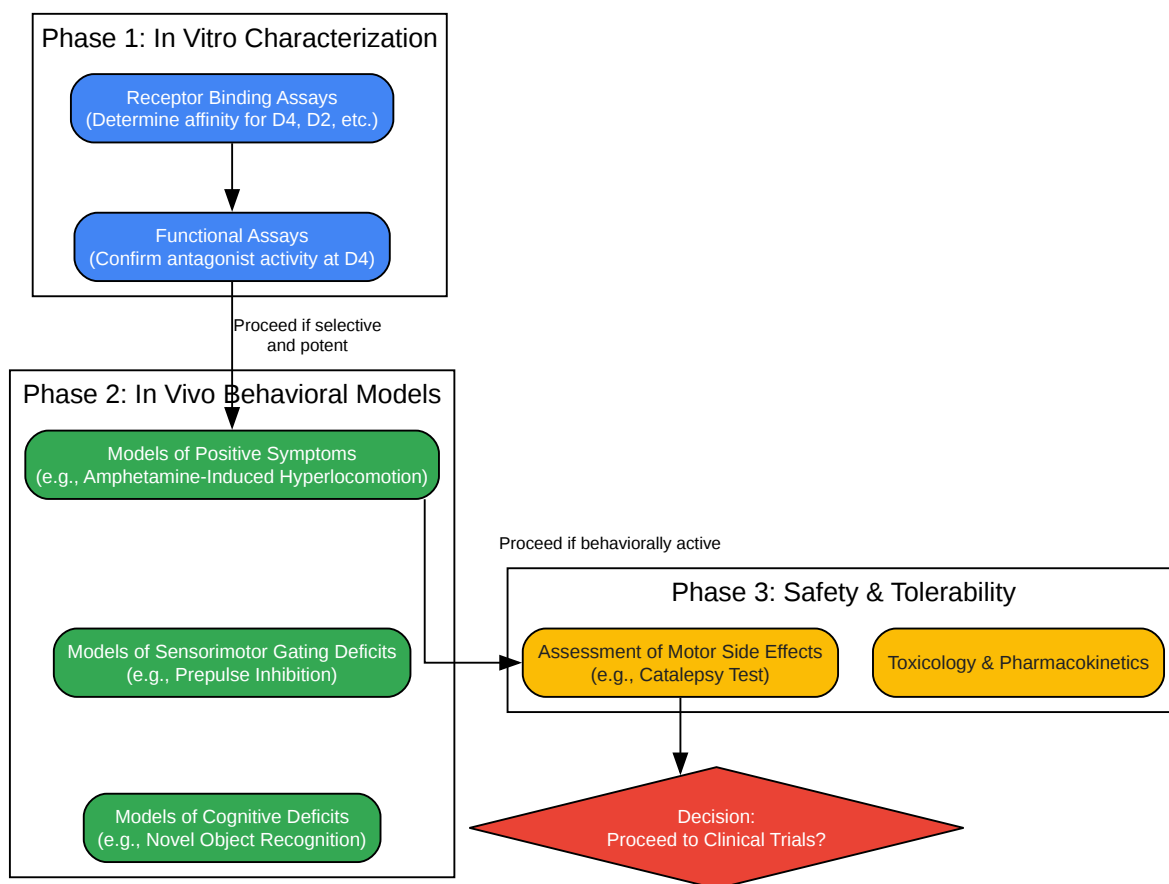 Phase 1: In Vitro Characterization
Receptor Binding Assays
(Determine affinity for D4, D2, etc.)
Functional Assays
(Confirm antagonist activity at D4)
Proceed if selective
and potent
Phase 2: In Vivo Behavioral Models
Models of Positive Symptoms
(e.g., Amphetamine-Induced Hyperlocomotion)
Proceed if behaviorally active
Phase 3: Safety & Tolerability
Models of Sensorimotor Gating Deficits
(e.g., Prepulse Inhibition)
Assessment of Motor Side Effects
(e.g., Catalepsy Test)
Toxicology & Pharmacokinetics
Models of Cognitive Deficits
(e.g., Novel Object Recognition)
Decision:
Proceed to Clinical Trials?